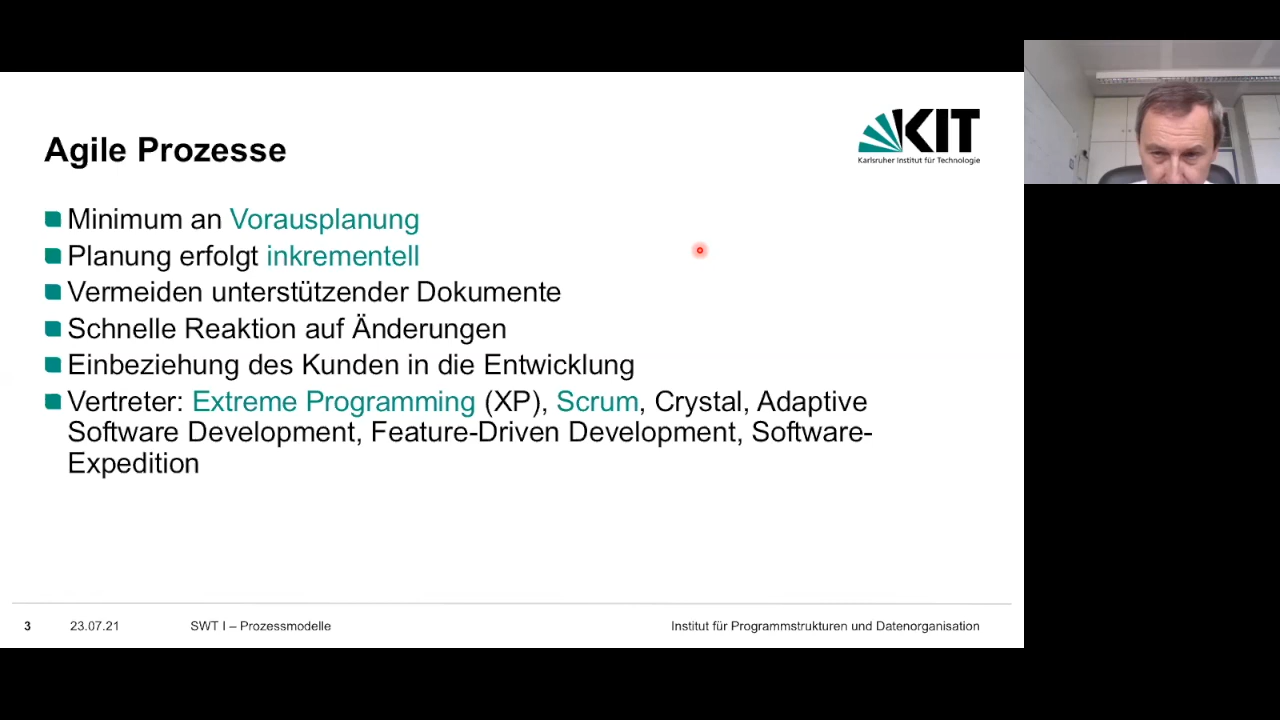 KIT
Karlsruher Institut für Technologie
Agile Prozesse
Minimum an Vorausplanung
Planung erfolgt inkrementell
Vermeiden unterstützender Dokumente
Schnelle Reaktion auf Änderungen
Einbeziehung des Kunden in die Entwicklung
Vertreter: Extreme Programming (XP), Scrum, Crystal, Adaptive
Software Development, Feature-Driven Development, Software-
Expedition
3 23.07.21 SWT I – Prozessmodelle Institut für Programmstrukturen und Datenorganisation